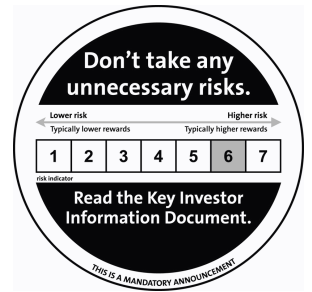 Don't take any
unnecessary risks.
Lower risk Higher risk
Typically lower rewards Typically higher rewards
1 2 3 4 5 6 7
risk indicator
Read the Key Investor
Information Document.
THIS IS A MANDATORY ANNOUNCEMENT